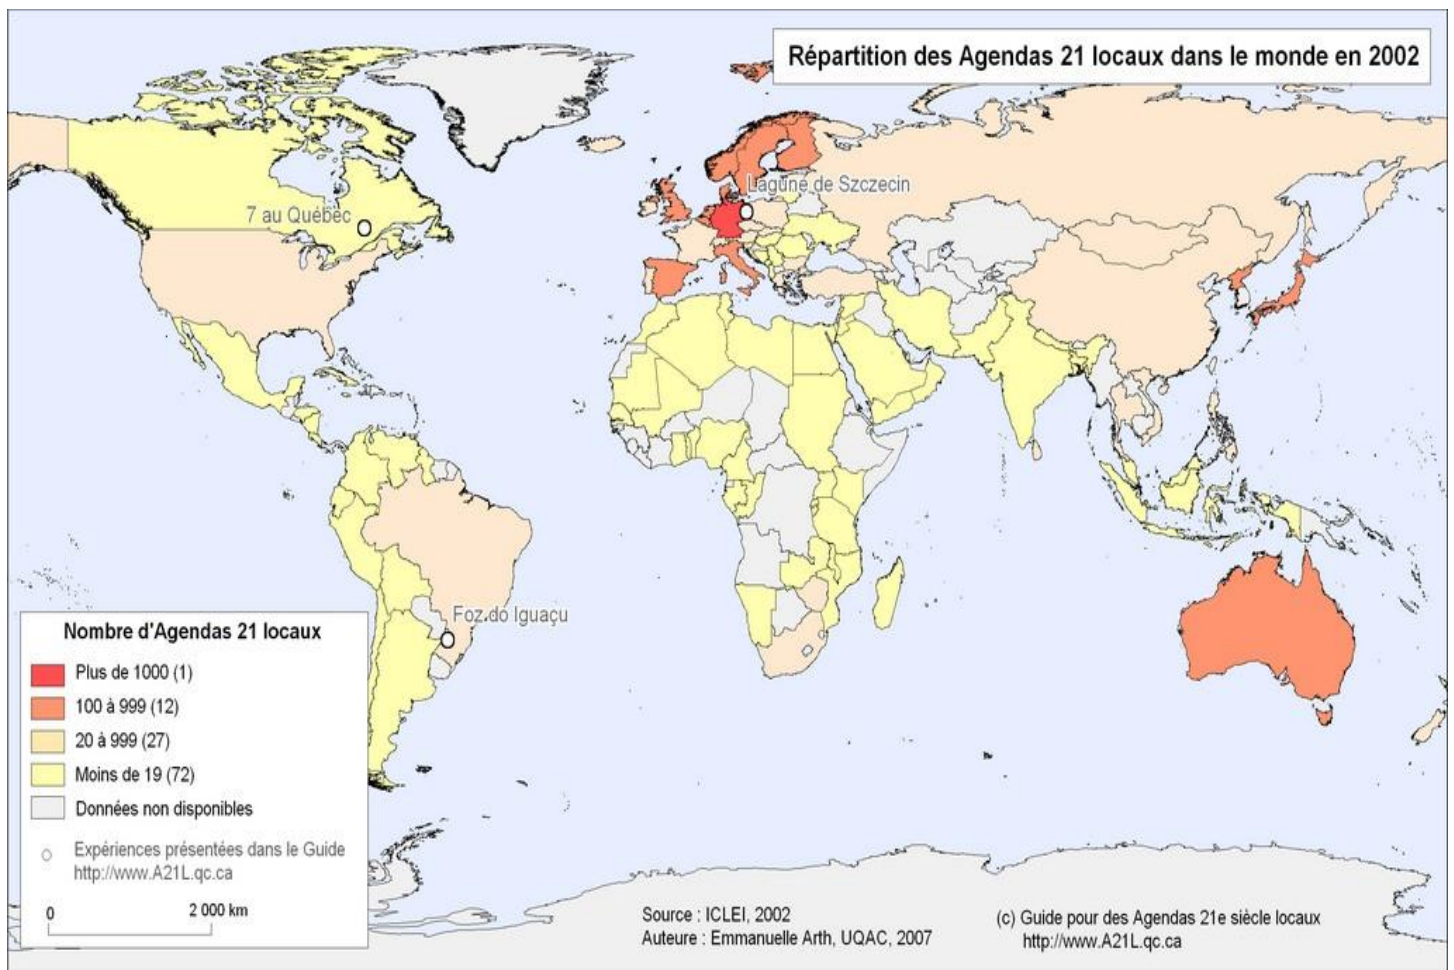 Répartition des Agendas 21 locaux dans le monde en 2002
Lagune de Szczecin
7 au Québec
Foz do Iguaçu
Nombre d'Agendas 21 locaux
Plus de 1000 (1)
100 à 999 (12)
20 à 999 (27)
Moins de 19 (72)
Données non disponibles
Expériences présentées dans le Guide
http://www.A21L.qc.ca
0 2 000 km
Source : ICLEI, 2002
Auteure : Emmanuelle Arth, UQAC, 2007
(c) Guide pour des Agendas 21e siècle locaux
http://www.A21L.qc.ca